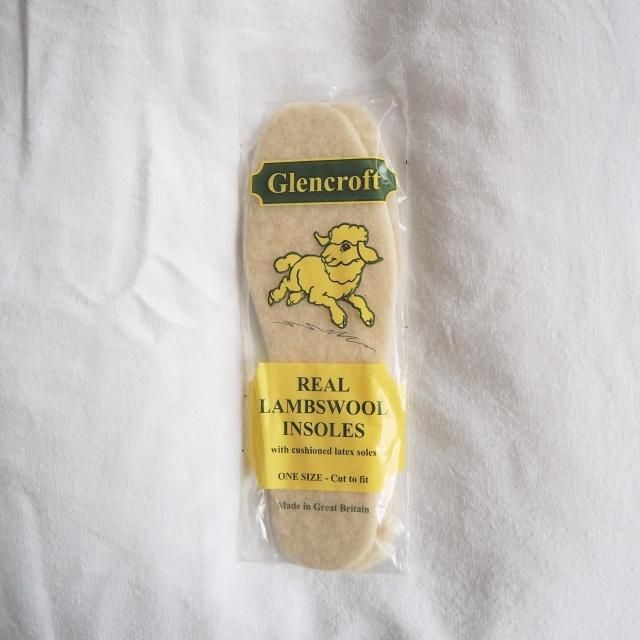 Glencroft
REAL
LAMBSWOOL
INSOLES
with cushioned latex soles
ONE SIZE - Cut to fit
Made in Great Britain